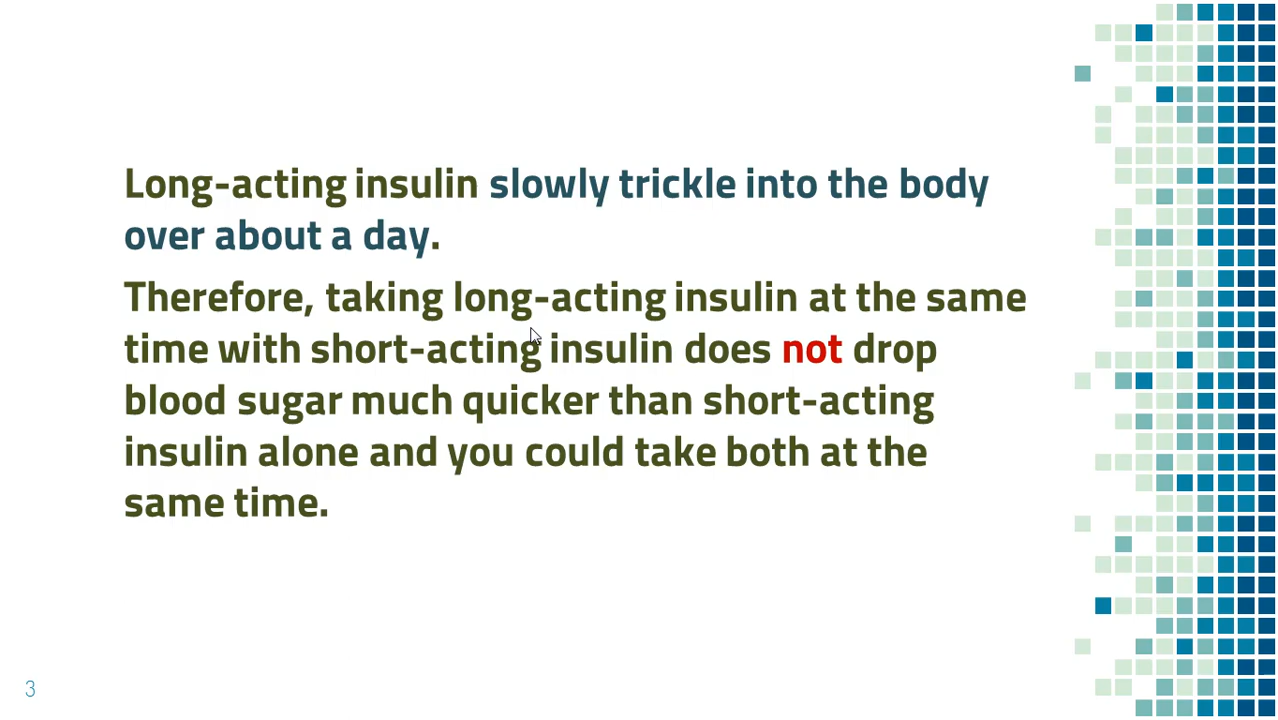 Long-acting insulin slowly trickle into the body
over about a day.
Therefore, taking long-acting insulin at the same
time with short-acting insulin does not drop
blood sugar much quicker than short-acting
insulin alone and you could take both at the
same time.
3